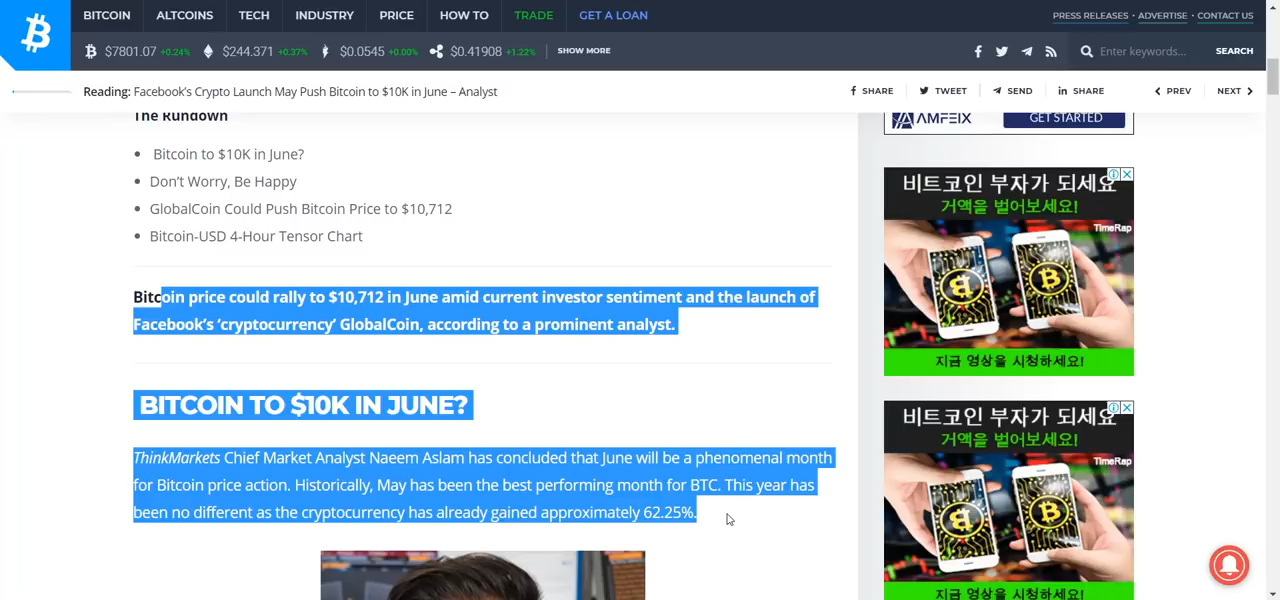 BITCOIN ALTCOINS TECH INDUSTRY PRICE HOW TO TRADE GET A LOAN PRESS RELEASES • ADVERTISE • CONTACT US
$7801.07 +0.24% $244.371 +0.37% $0.0545 +0.00% $0.41908 +1.22% SHOW MORE Enter keywords... SEARCH
Reading: Facebook's Crypto Launch May Push Bitcoin to $10K in June – Analyst SHARE TWEET SEND SHARE PREV NEXT
The Rundown
• Bitcoin to $10K in June?
• Don't Worry, Be Happy
• GlobalCoin Could Push Bitcoin Price to $10,712
• Bitcoin-USD 4-Hour Tensor Chart
Bitcoin price could rally to $10,712 in June amid current investor sentiment and the launch of
Facebook's 'cryptocurrency' GlobalCoin, according to a prominent analyst.
BITCOIN TO $10K IN JUNE?
ThinkMarkets Chief Market Analyst Naeem Aslam has concluded that June will be a phenomenal month
for Bitcoin price action. Historically, May has been the best performing month for BTC. This year has
been no different as the cryptocurrency has already gained approximately 62.25%.
AMFEIX GET STARTED
비트코인 부자가 되세요
거액을 벌어보세요!
TimeRap
지금 영상을 시청하세요!
비트코인 부자가 되세요
거액을 벌어보세요!
TimeRap
지금 영상을 시청하세요!